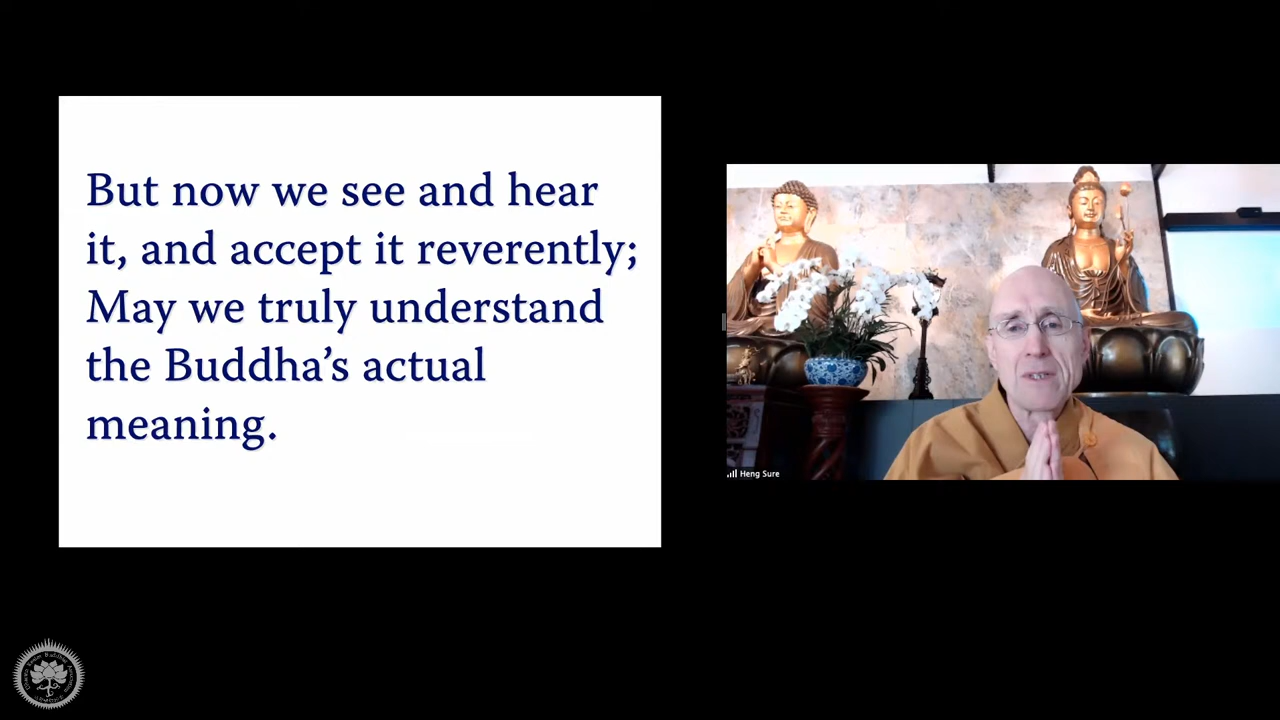 But now we see and hear
it, and accept it reverently;
May we truly understand
the Buddha’s actual
meaning.
Heng Sure